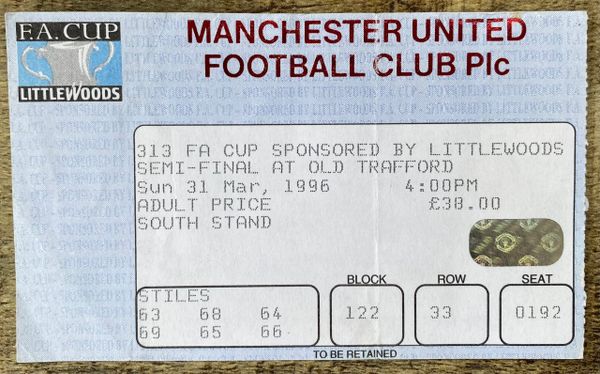 F.A. CUP
LITTLEWOODS
MANCHESTER UNITED
FOOTBALL CLUB Plc
313 FA CUP SPONSORED BY LITTLEWOODS
SEMI-FINAL AT OLD TRAFFORD
Sun 31 Mar, 1996 4:00PM
ADULT PRICE £38.00
SOUTH STAND
STILES
63 68 64
69 65 66
BLOCK
122
ROW
33
SEAT
0192
TO BE RETAINED